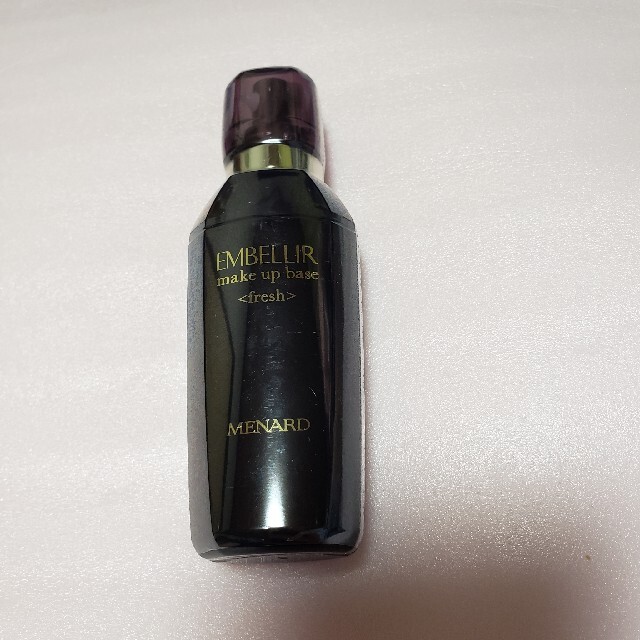 EMBELLIR
make up base
<fresh>
MENARD